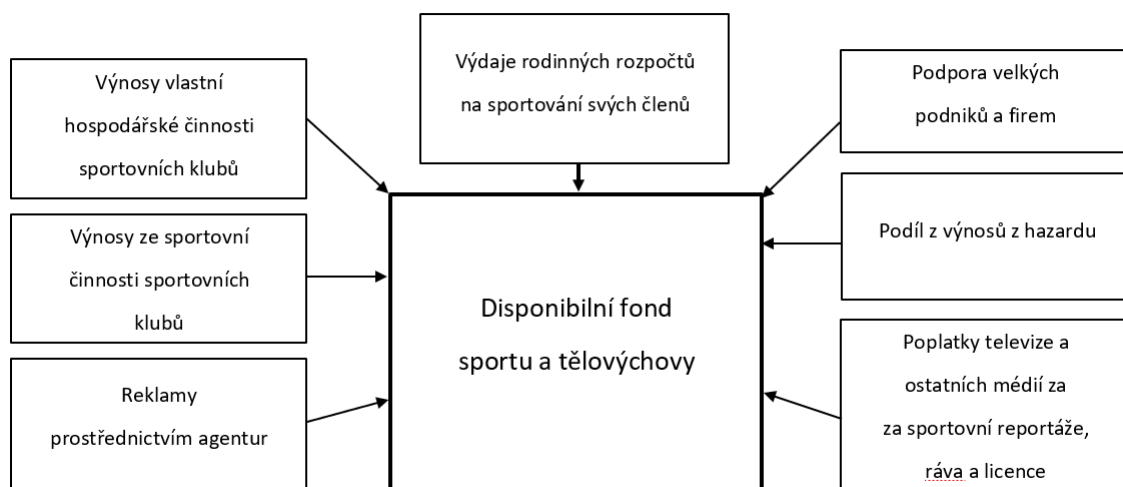 Výdaje rodinných rozpočtů
na sportování svých členů
Výnosy vlastní
hospodářské činnosti
sportovních klubů
Podpora velkých
podniků a firem
Výnosy ze sportovní
činnosti sportovních
klubů
Podíl z výnosů z hazardu
Disponibilní fond
sportu a tělovýchovy
Reklamy
prostřednictvím agentur
Poplatky televize a
ostatních médií za
za sportovní reportáže,
ráva a licence